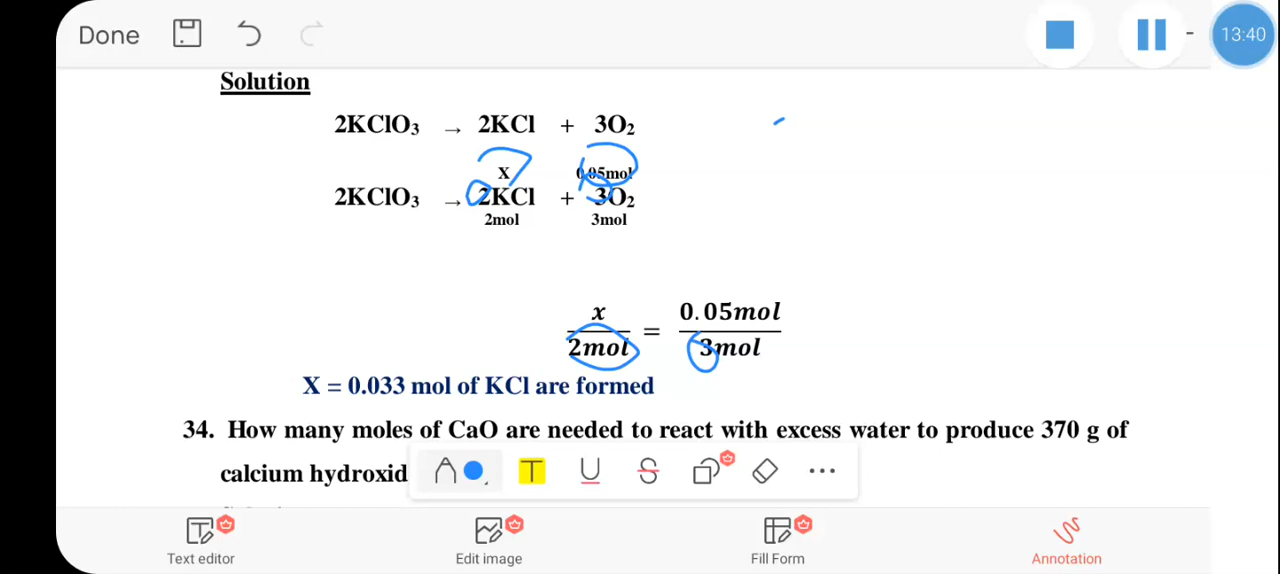 Done
13:40
Solution
2KClO₃ → 2KCl + 3O₂
X 0.05mol
2KClO₃ → 2KCl + 3O₂
2mol 3mol
x/2mol = 0.05mol/3mol
X = 0.033 mol of KCl are formed
34. How many moles of CaO are needed to react with excess water to produce 370 g of
calcium hydroxid
T
U
S
Text editor
Edit image
Fill Form
Annotation